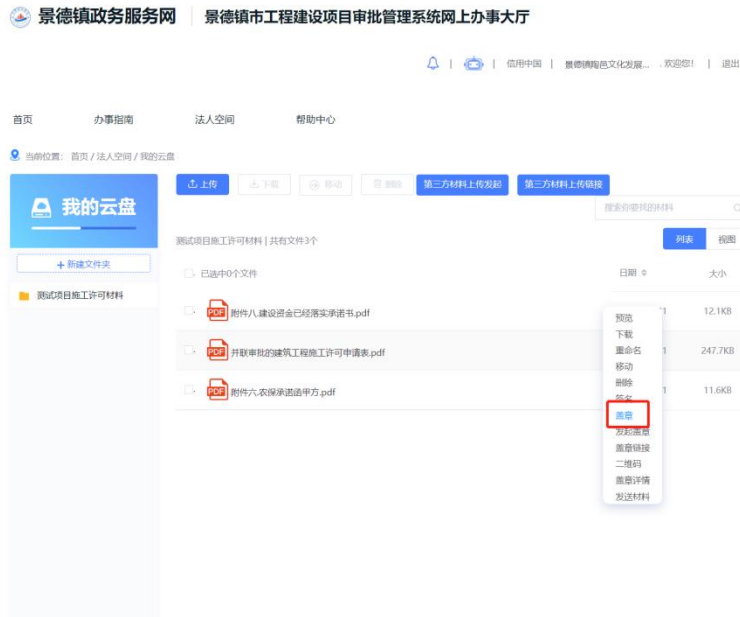 景德镇政务服务网 景德镇市工程建设项目审批管理系统网上办事大厅
信用中国 | 景德镇陶邑文化发展... , 欢迎您! | 退出
首页 办事指南 法人空间 帮助中心
当前位置: 首页 / 法人空间 / 我的云盘
我的云盘
+ 新建文件夹
测试项目施工许可材料
上传 下载 移动 删除 第三方材料上传发起 第三方材料上传链接
搜索你要找的材料
测试项目施工许可材料 | 共有文件3个 列表 视图
已选中0个文件 日期 大小
PDF 附件八.建设资金已经落实承诺书.pdf 12.1KB
PDF 并联审批的建筑工程施工许可申请表.pdf 247.7KB
PDF 附件六.农保承诺函甲方.pdf 11.6KB
预览
下载
重命名
移动
删除
签名
盖章
发起盖章
盖章链接
二维码
盖章详情
发送材料